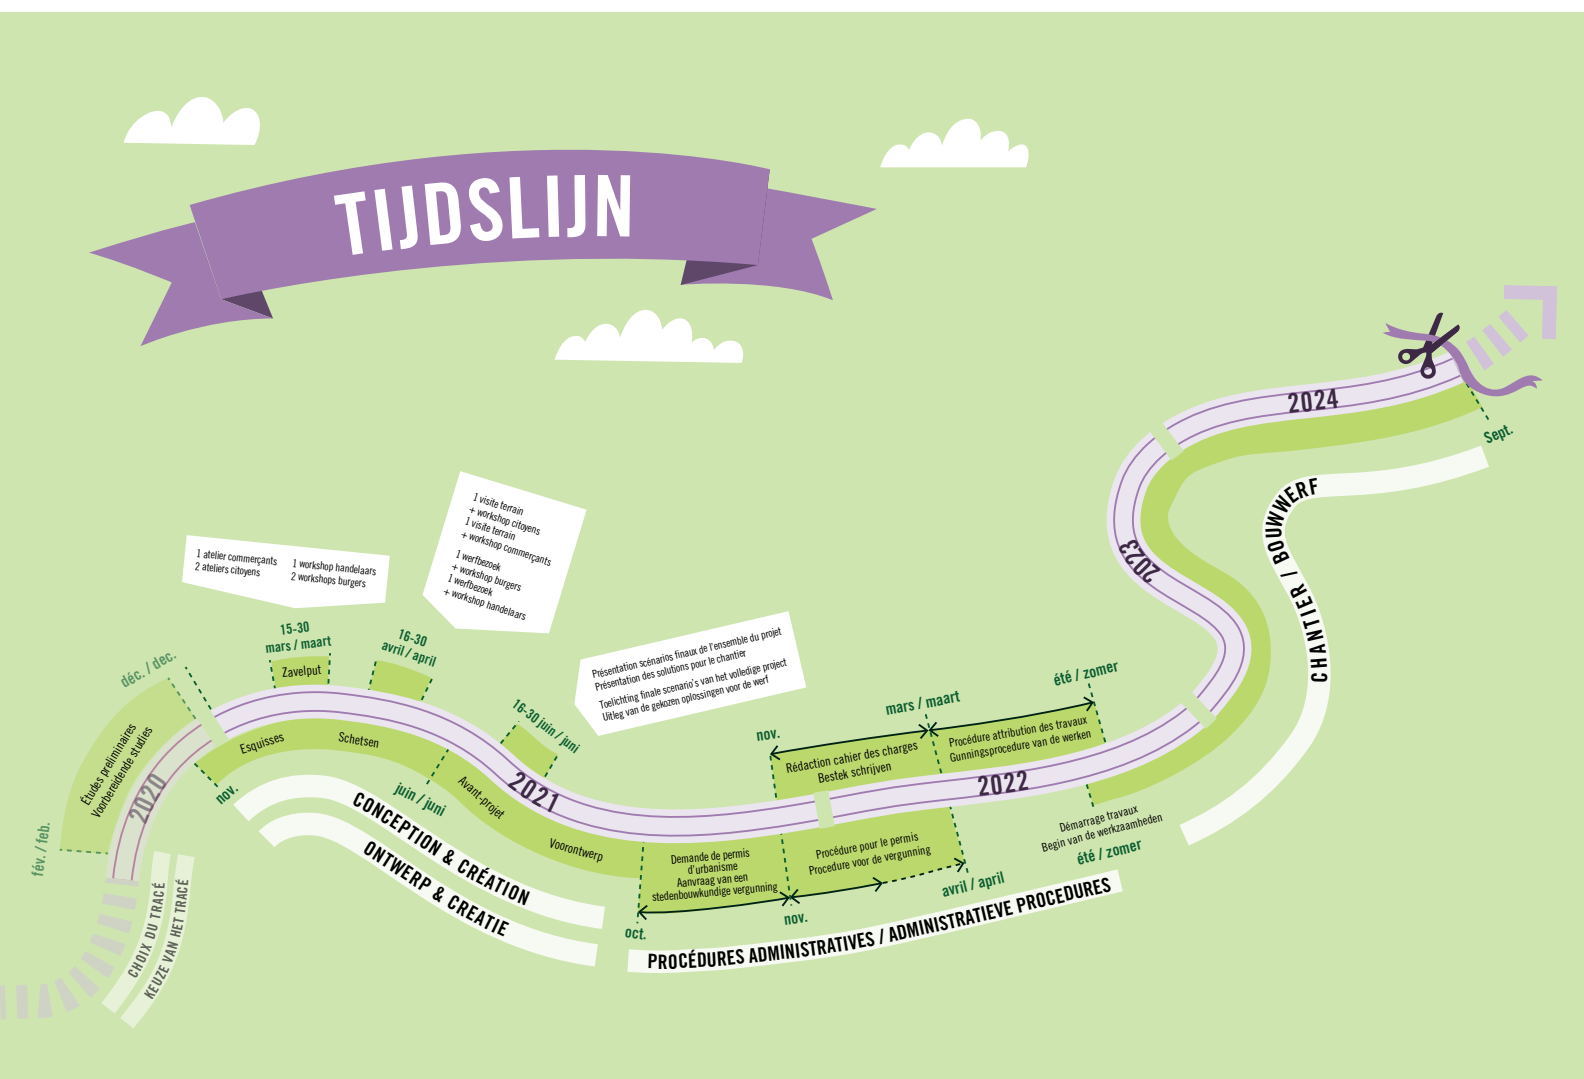 TIJDSLIJN
fév. / feb.
Études preliminaires
Voorbereidende studies
déc. / dec.
2020
CHOIX DU TRACÉ
KEUZE VAN HET TRACÉ
nov.
Esquisses
Schetsen
1 atelier commerçants
2 ateliers citoyens
1 workshop handelaars
2 workshops burgers
15-30
mars / maart
Zavelput
1 visite terrain
+ workshop citoyens
1 visite terrain
+ workshop commerçants
1 werfbezoek
+ workshop burgers
1 werfbezoek
+ workshop handelaars
16-30
avril / april
juin / juni
CONCEPTION & CRÉATION
ONTWERP & CREATIE
Avant-projet
Voorontwerp
2021
Présentation scénarios finaux de l'ensemble du projet
Présentation des solutions pour le chantier
Toelichting finale scenario's van het volledige project
Uitleg van de gekozen oplossingen voor de werf
16-30 juin / juni
Demande de permis
d'urbanisme
Aanvraag van een
stedenbouwkundige vergunning
oct.
nov.
Procédure pour le permis
Procedure voor de vergunning
avril / april
nov.
Rédaction cahier des charges
Bestek schrijven
mars / maart
Procédure attribution des travaux
Gunningsprocedure van de werken
été / zomer
2022
PROCÉDURES ADMINISTRATIVES / ADMINISTRATIEVE PROCEDURES
Démarrage travaux
Begin van de werkzaamheden
été / zomer
CHANTIER / BOUWWERF
2023
2024
Sept.